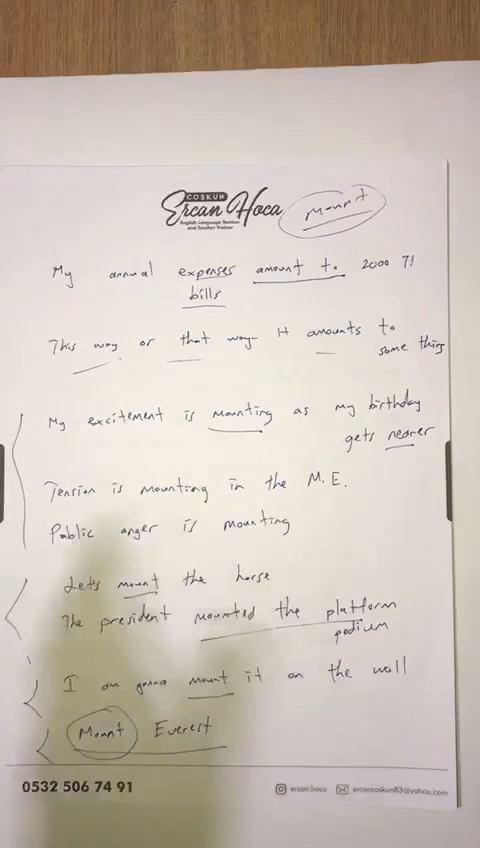 COSKUN
Ercan Hoca
English Language Services
and Teacher Trainer
mount
My annual expenses amount to 2000 Tl
bills
This way or that way It amounts to
some thing
My excitement is mounting as my birthday
gets nearer
Tension is mounting in the M.E.
Public anger is mounting
Let's mount the horse
The president mounted the platform
podium
I am gonna mount it on the wall
Mount Everest
0532 506 74 91
ercan.hoca
ercancoskun83@yahoo.com